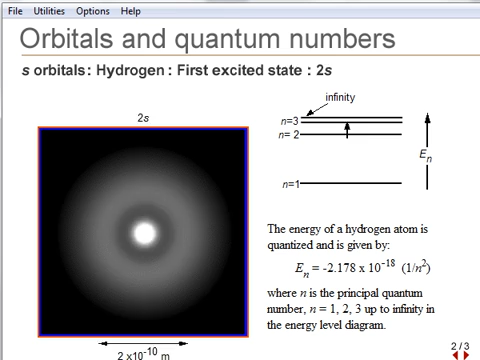 File Utilities Options Help
Orbitals and quantum numbers
s orbitals : Hydrogen : First excited state : 2s
2s
infinity
n=3
n= 2
n=1
Eₙ
The energy of a hydrogen atom is
quantized and is given by:
Eₙ = -2.178 x 10⁻¹⁸ (1/n²)
where n is the principal quantum
number, n = 1, 2, 3 up to infinity in
the energy level diagram.
2 x10⁻¹⁰ m
2 / 3